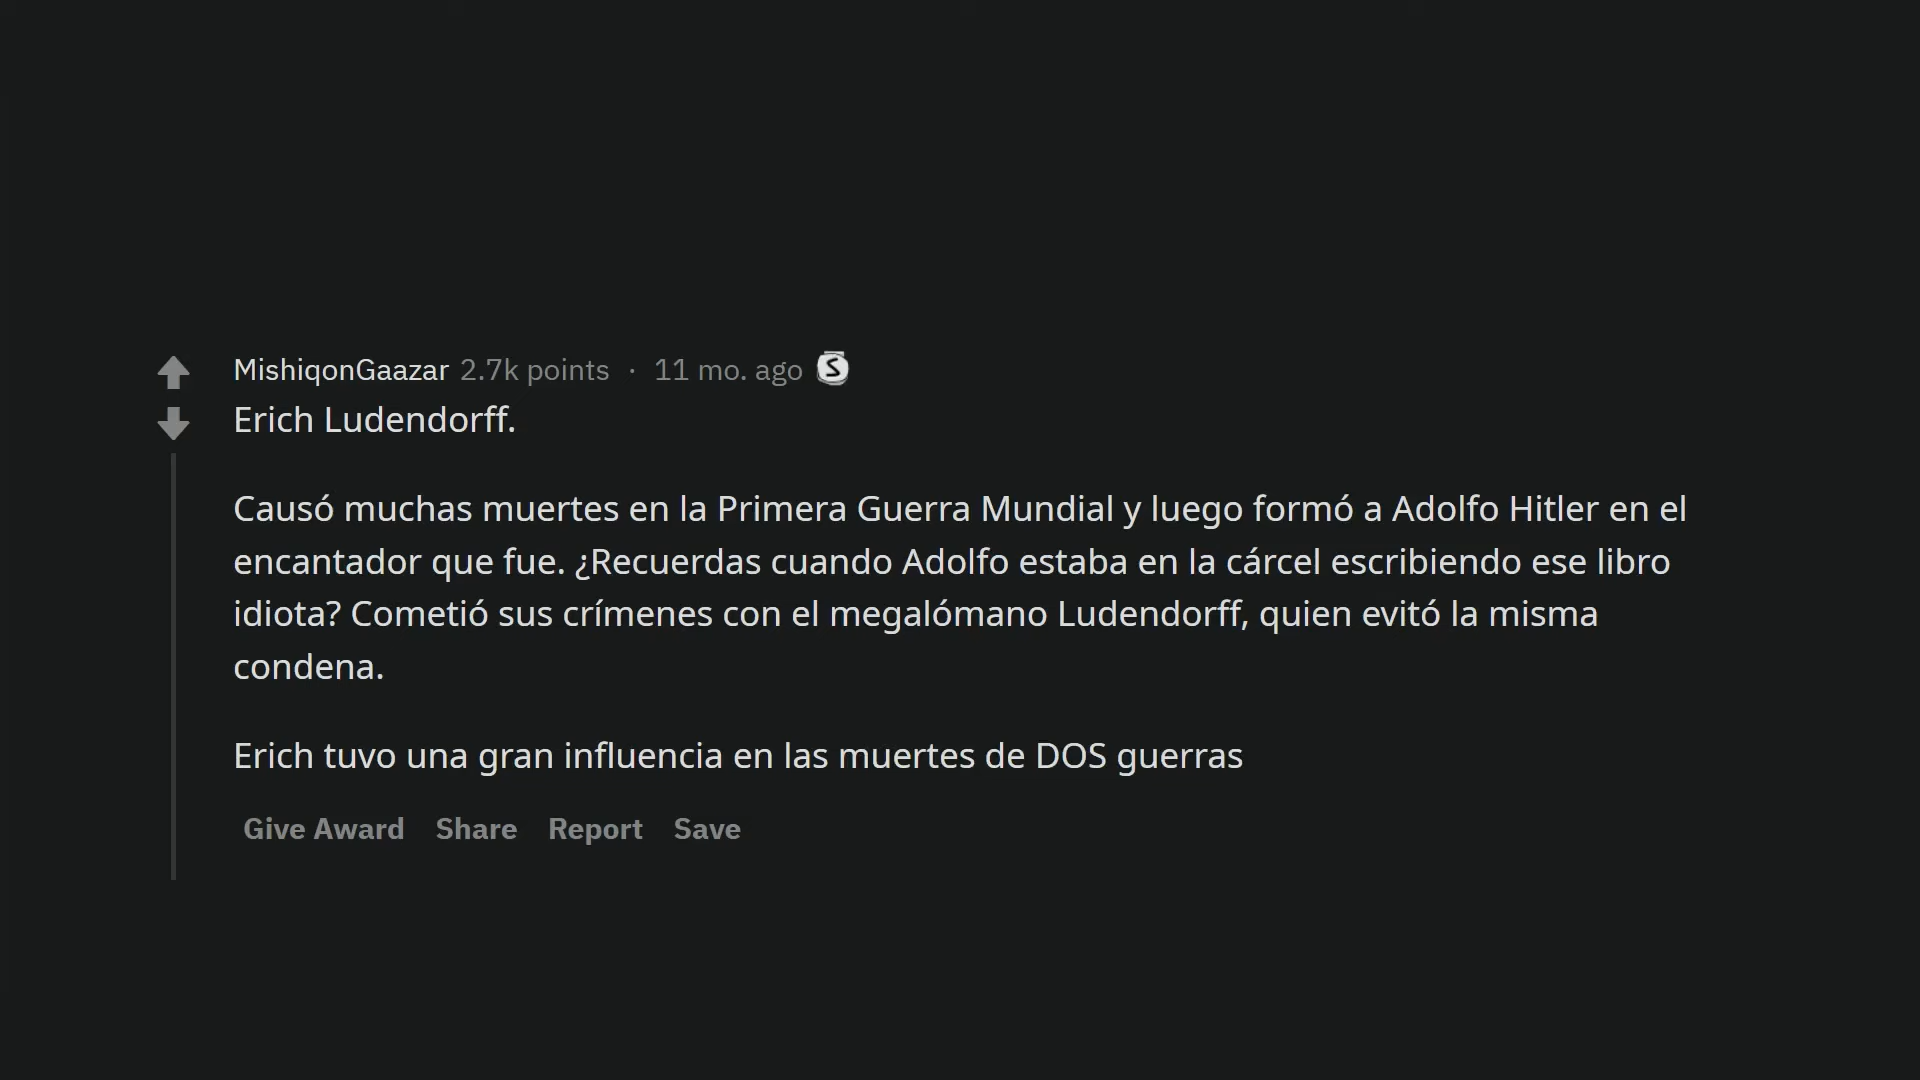 MishiqonGaazar 2.7k points · 11 mo. ago S
Erich Ludendorff.
Causó muchas muertes en la Primera Guerra Mundial y luego formó a Adolfo Hitler en el
encantador que fue. ¿Recuerdas cuando Adolfo estaba en la cárcel escribiendo ese libro
idiota? Cometió sus crímenes con el megalómano Ludendorff, quien evitó la misma
condena.
Erich tuvo una gran influencia en las muertes de DOS guerras
Give Award Share Report Save